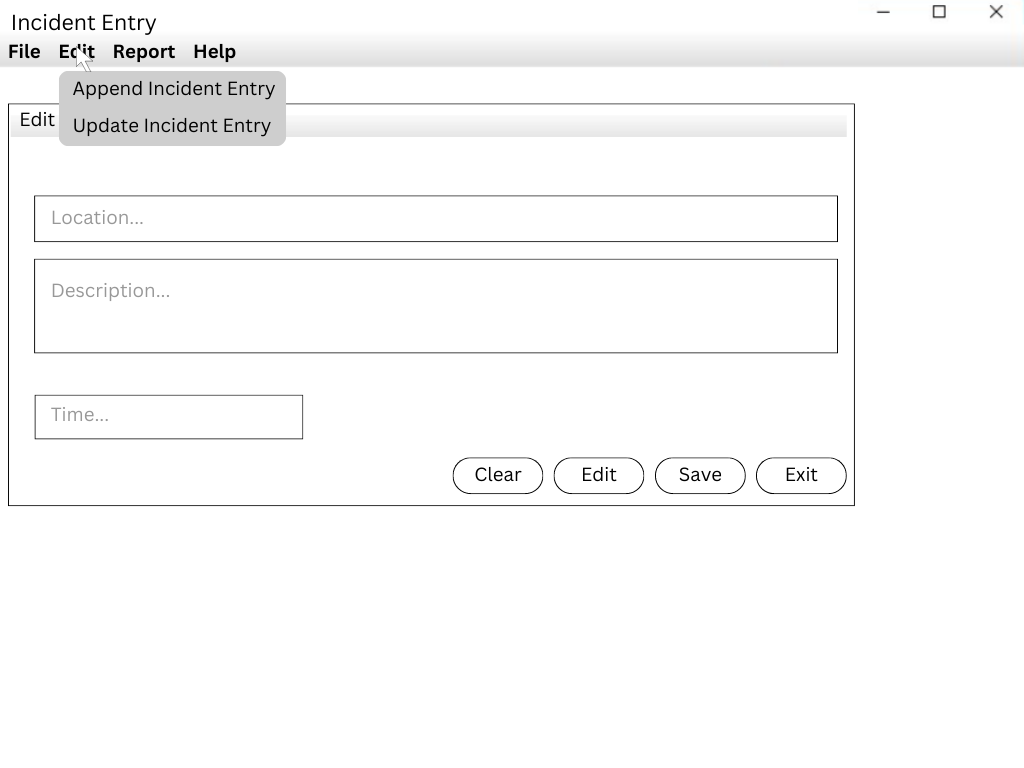 Incident Entry
File Edit Report Help
Append Incident Entry
Edit
Update Incident Entry
Location...
Description...
Time...
Clear Edit Save Exit